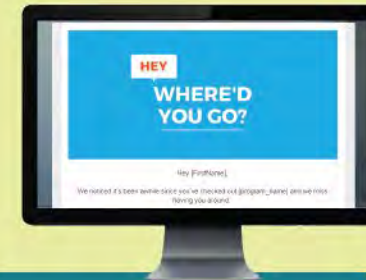 HEY
WHERE'D
YOU GO?
Hey [FirstName],
We noticed it's been awhile since you've checked out [program_name] and we miss
having you around